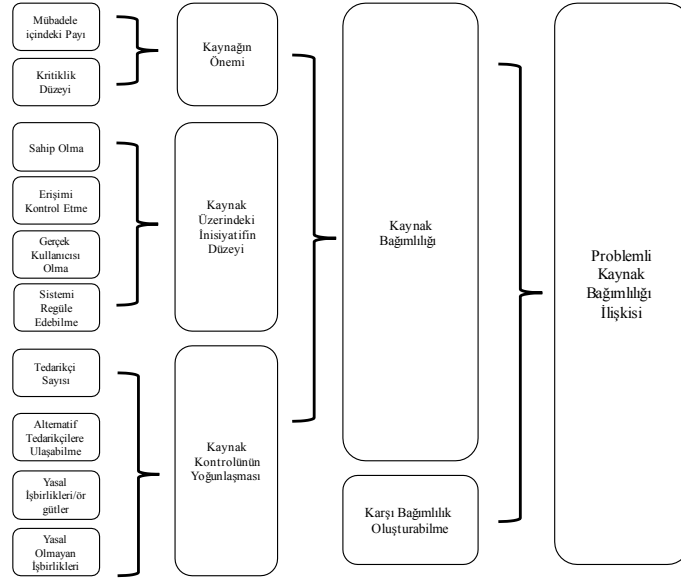 Mübadele
içindeki Payı
Kritiklik
Düzeyi
Sahip Olma
Erişimi
Kontrol Etme
Gerçek
Kullanıcısı
Olma
Sistemi
Regüle
Edebilme
Tedarikçi
Sayısı
Alternatif
Tedarikçilere
Ulaşabilme
Yasal
İşbirlikleri/ör
gütler
Yasal
Olmayan
İşbirlikleri
Kaynağın
Önemi
Kaynak
Üzerindeki
İnisiyatifin
Düzeyi
Kaynak
Kontrolünün
Yoğunlaşması
Kaynak
Bağımlılığı
Karşı Bağımlılık
Oluşturabilme
Problemli
Kaynak
Bağımlılığı
İlişkisi